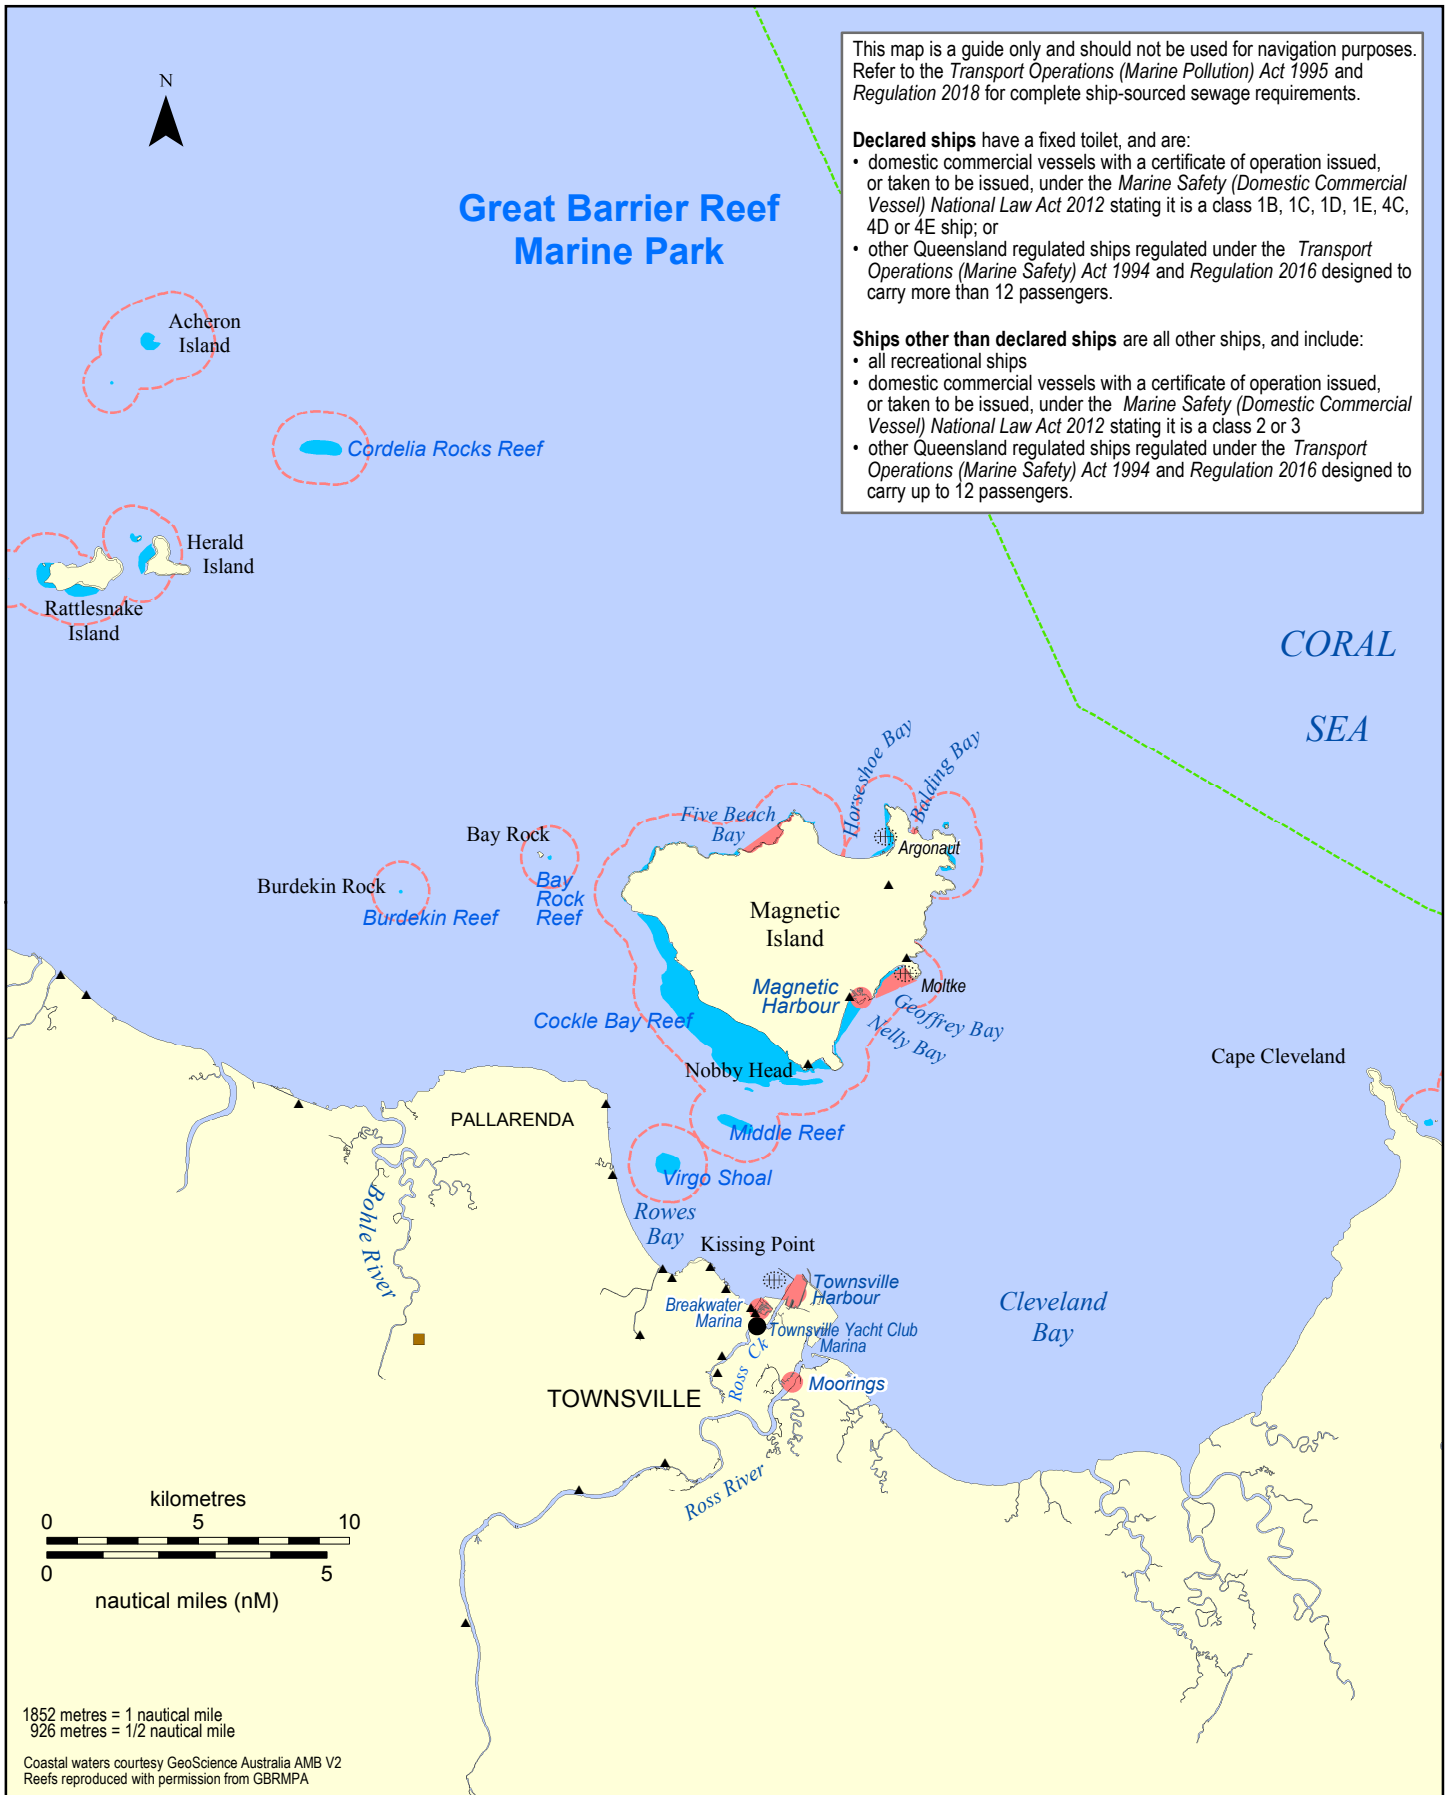 This map is a guide only and should not be used for navigation purposes.
Refer to the Transport Operations (Marine Pollution) Act 1995 and
Regulation 2018 for complete ship-sourced sewage requirements.
Declared ships have a fixed toilet, and are:
• domestic commercial vessels with a certificate of operation issued,
or taken to be issued, under the Marine Safety (Domestic Commercial
Vessel) National Law Act 2012 stating it is a class 1B, 1C, 1D, 1E, 4C,
4D or 4E ship; or
• other Queensland regulated ships regulated under the Transport
Operations (Marine Safety) Act 1994 and Regulation 2016 designed to
carry more than 12 passengers.
Ships other than declared ships are all other ships, and include:
• all recreational ships
• domestic commercial vessels with a certificate of operation issued,
or taken to be issued, under the Marine Safety (Domestic Commercial
Vessel) National Law Act 2012 stating it is a class 2 or 3
• other Queensland regulated ships regulated under the Transport
Operations (Marine Safety) Act 1994 and Regulation 2016 designed to
carry up to 12 passengers.
N
Great Barrier Reef
Marine Park
Acheron
Island
Cordelia Rocks Reef
Herald
Island
Rattlesnake
Island
CORAL
SEA
Horseshoe Bay
Balding Bay
Five Beach
Bay
Bay Rock
Argonaut
Bay
Rock
Reef
Burdekin Rock
Burdekin Reef
Magnetic
Island
Magnetic
Harbour
Moltke
Geoffrey Bay
Nelly Bay
Cockle Bay Reef
Nobby Head
Cape Cleveland
PALLARENDA
Middle Reef
Virgo Shoal
Bohle River
Rowes
Bay
Kissing Point
Townsville
Harbour
Breakwater
Marina
Townsville Yacht Club
Marina
Cleveland
Bay
Ross Ck
Moorings
TOWNSVILLE
Ross River
kilometres
0 5 10
0 5
nautical miles (nM)
1852 metres = 1 nautical mile
926 metres = 1/2 nautical mile
Coastal waters courtesy GeoScience Australia AMB V2
Reefs reproduced with permission from GBRMPA